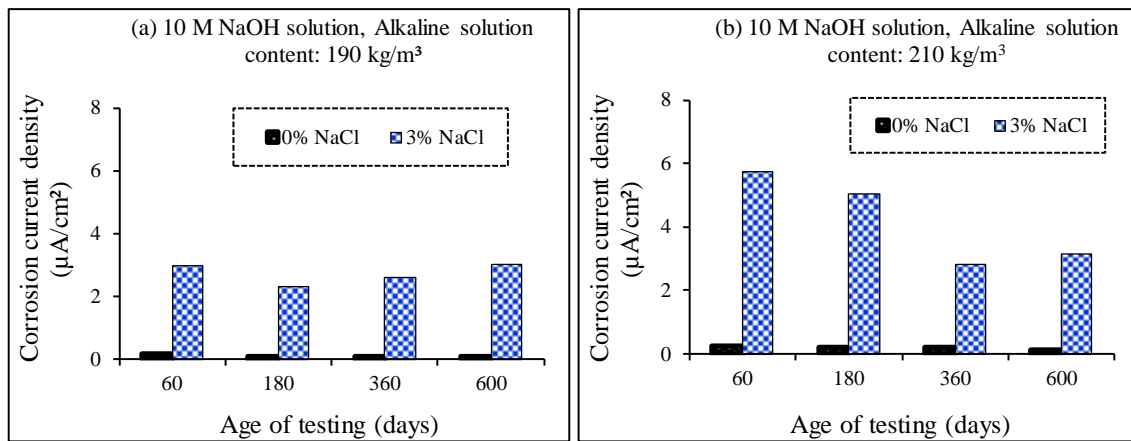 (a) 10 M NaOH solution, Alkaline solution
content: 190 kg/m³
Corrosion current density
(µA/cm²)
8
6
4
2
0
0% NaCl
3% NaCl
60 180 360 600
Age of testing (days)
(b) 10 M NaOH solution, Alkaline solution
content: 210 kg/m³
Corrosion current density
(µA/cm²)
8
6
4
2
0
0% NaCl
3% NaCl
60 180 360 600
Age of testing (days)